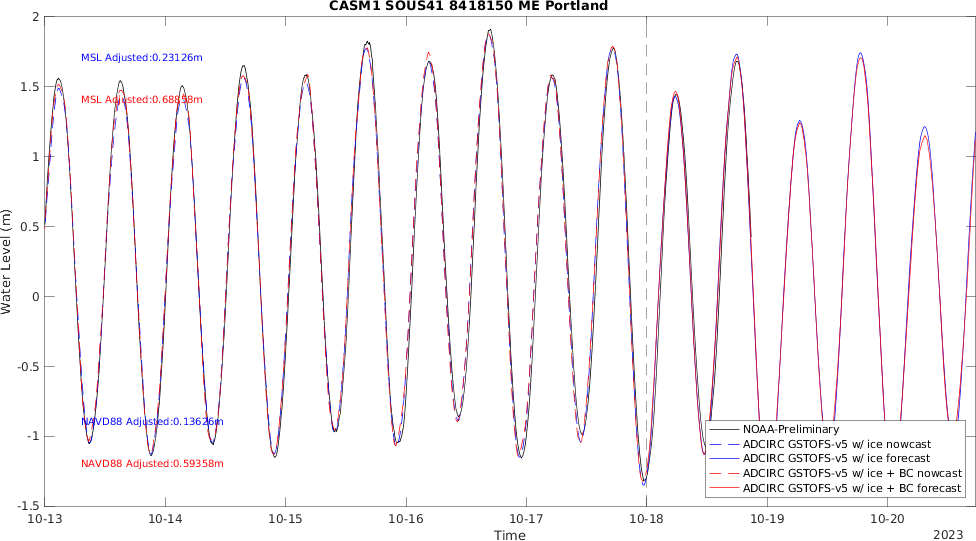 CASM1 SOUS41 8418150 ME Portland
2
1.5
1
0.5
0
-0.5
-1
-1.5
Water Level (m)
MSL Adjusted:0.23126m
MSL Adjusted:0.68858m
NAVD88 Adjusted:0.13626m
NAVD88 Adjusted:0.59358m
NOAA-Preliminary
ADCIRC GSTOFS-v5 w/ ice nowcast
ADCIRC GSTOFS-v5 w/ ice forecast
ADCIRC GSTOFS-v5 w/ ice + BC nowcast
ADCIRC GSTOFS-v5 w/ ice + BC forecast
10-13 10-14 10-15 10-16 10-17 10-18 10-19 10-20
Time
2023